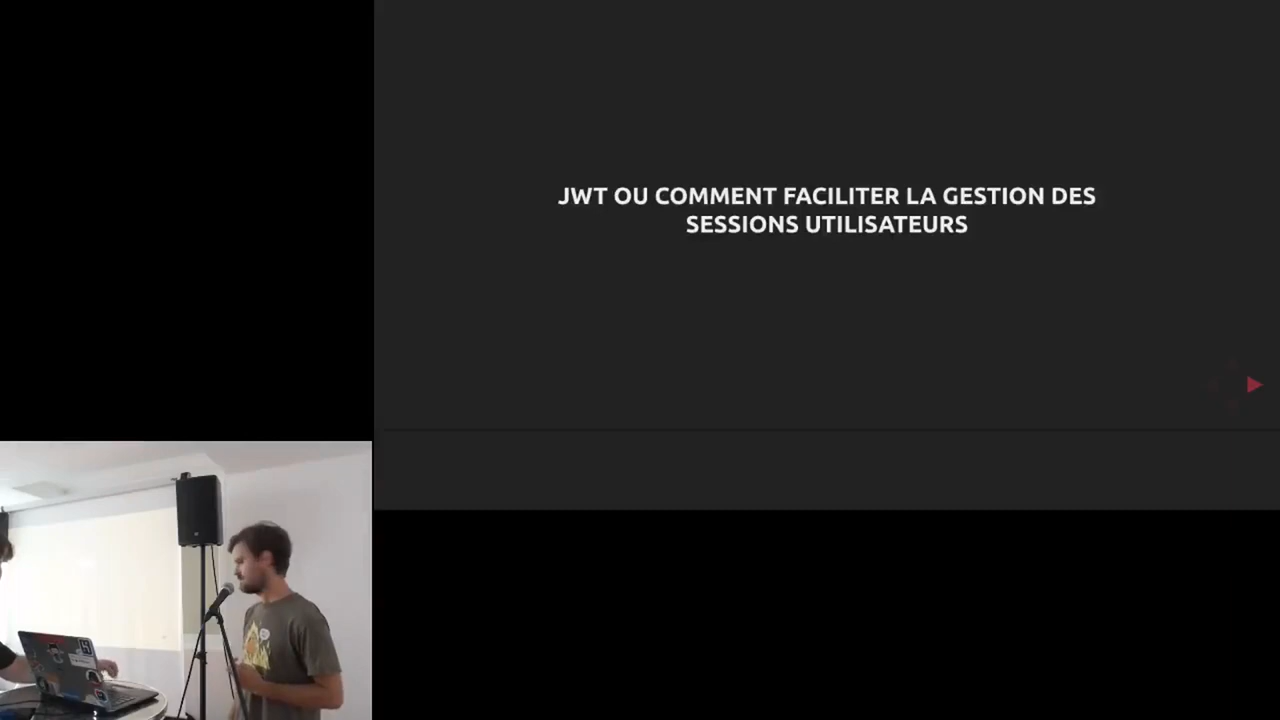 JWT OU COMMENT FACILITER LA GESTION DES
SESSIONS UTILISATEURS